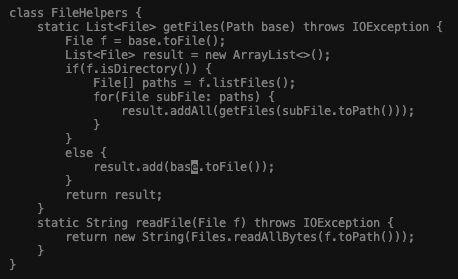 class FileHelpers {
    static List<File> getFiles(Path base) throws IOException {
        File f = base.toFile();
        List<File> result = new ArrayList<>();
        if(f.isDirectory()) {
            File[] paths = f.listFiles();
            for(File subFile: paths) {
                result.addAll(getFiles(subFile.toPath()));
            }
        }
        else {
            result.add(base.toFile());
        }
        return result;
    }
    static String readFile(File f) throws IOException {
        return new String(Files.readAllBytes(f.toPath()));
    }
}